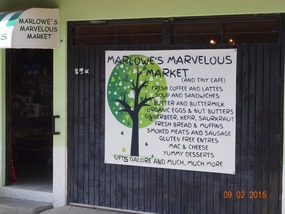 MARLOWE'S
MARVELOUS
MARKET
MARLOWE'S MARVELOUS
MARKET
(AND TINY CAFE)
FRESH COFFEE AND LATTES
SOUP AND SANDWICHES
BUTTER AND BUTTERMILK
ORGANIC EGGS & NUT BUTTERS
GINGERBEER, KEFIR, SAURKRAUT
FRESH BREAD & MUFFINS
SMOKED MEATS AND SAUSAGE
GLUTEN FREE ENTREES
MAC & CHEESE
YUMMY DESSERTS
GIFTS GALORE AND MUCH, MUCH MORE
09 02 2015